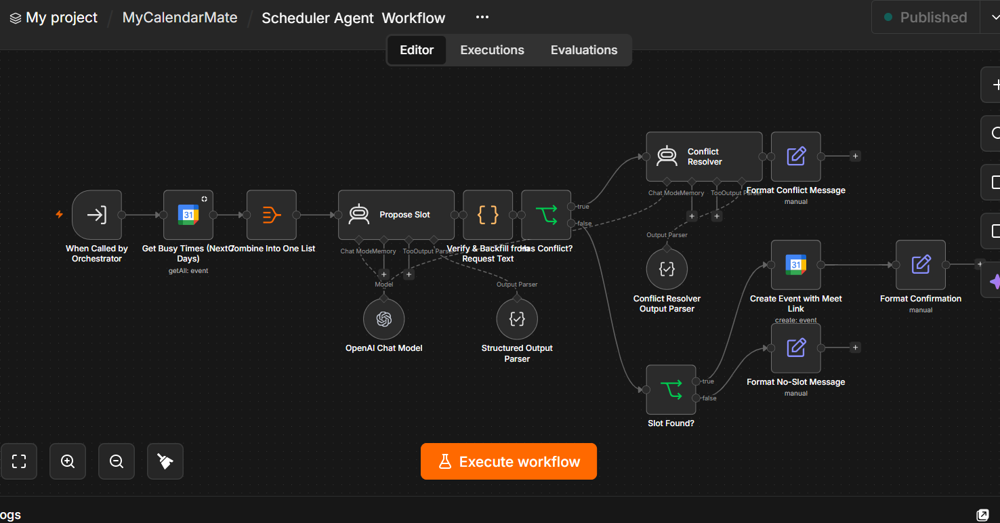 My project / MyCalendarMate / Scheduler Agent Workflow ...
Published
Editor Executions Evaluations
When Called by
Orchestrator
31
Get Busy Times (Next 7
Days)
getAll: event
Combine Into One List
Propose Slot
Chat Model
Memory
Tool
Output Parser
Model
OpenAI Chat Model
Output Parser
Structured Output
Parser
Verify & Backfill from
Request Text
Has Conflict?
true
false
Conflict
Resolver
Chat Model
Memory
Tool
Output Parser
Output Parser
Conflict Resolver
Output Parser
Format Conflict Message
manual
31
Create Event with Meet
Link
create: event
Format Confirmation
manual
Format No-Slot Message
manual
true
false
Slot Found?
Execute workflow
ogs